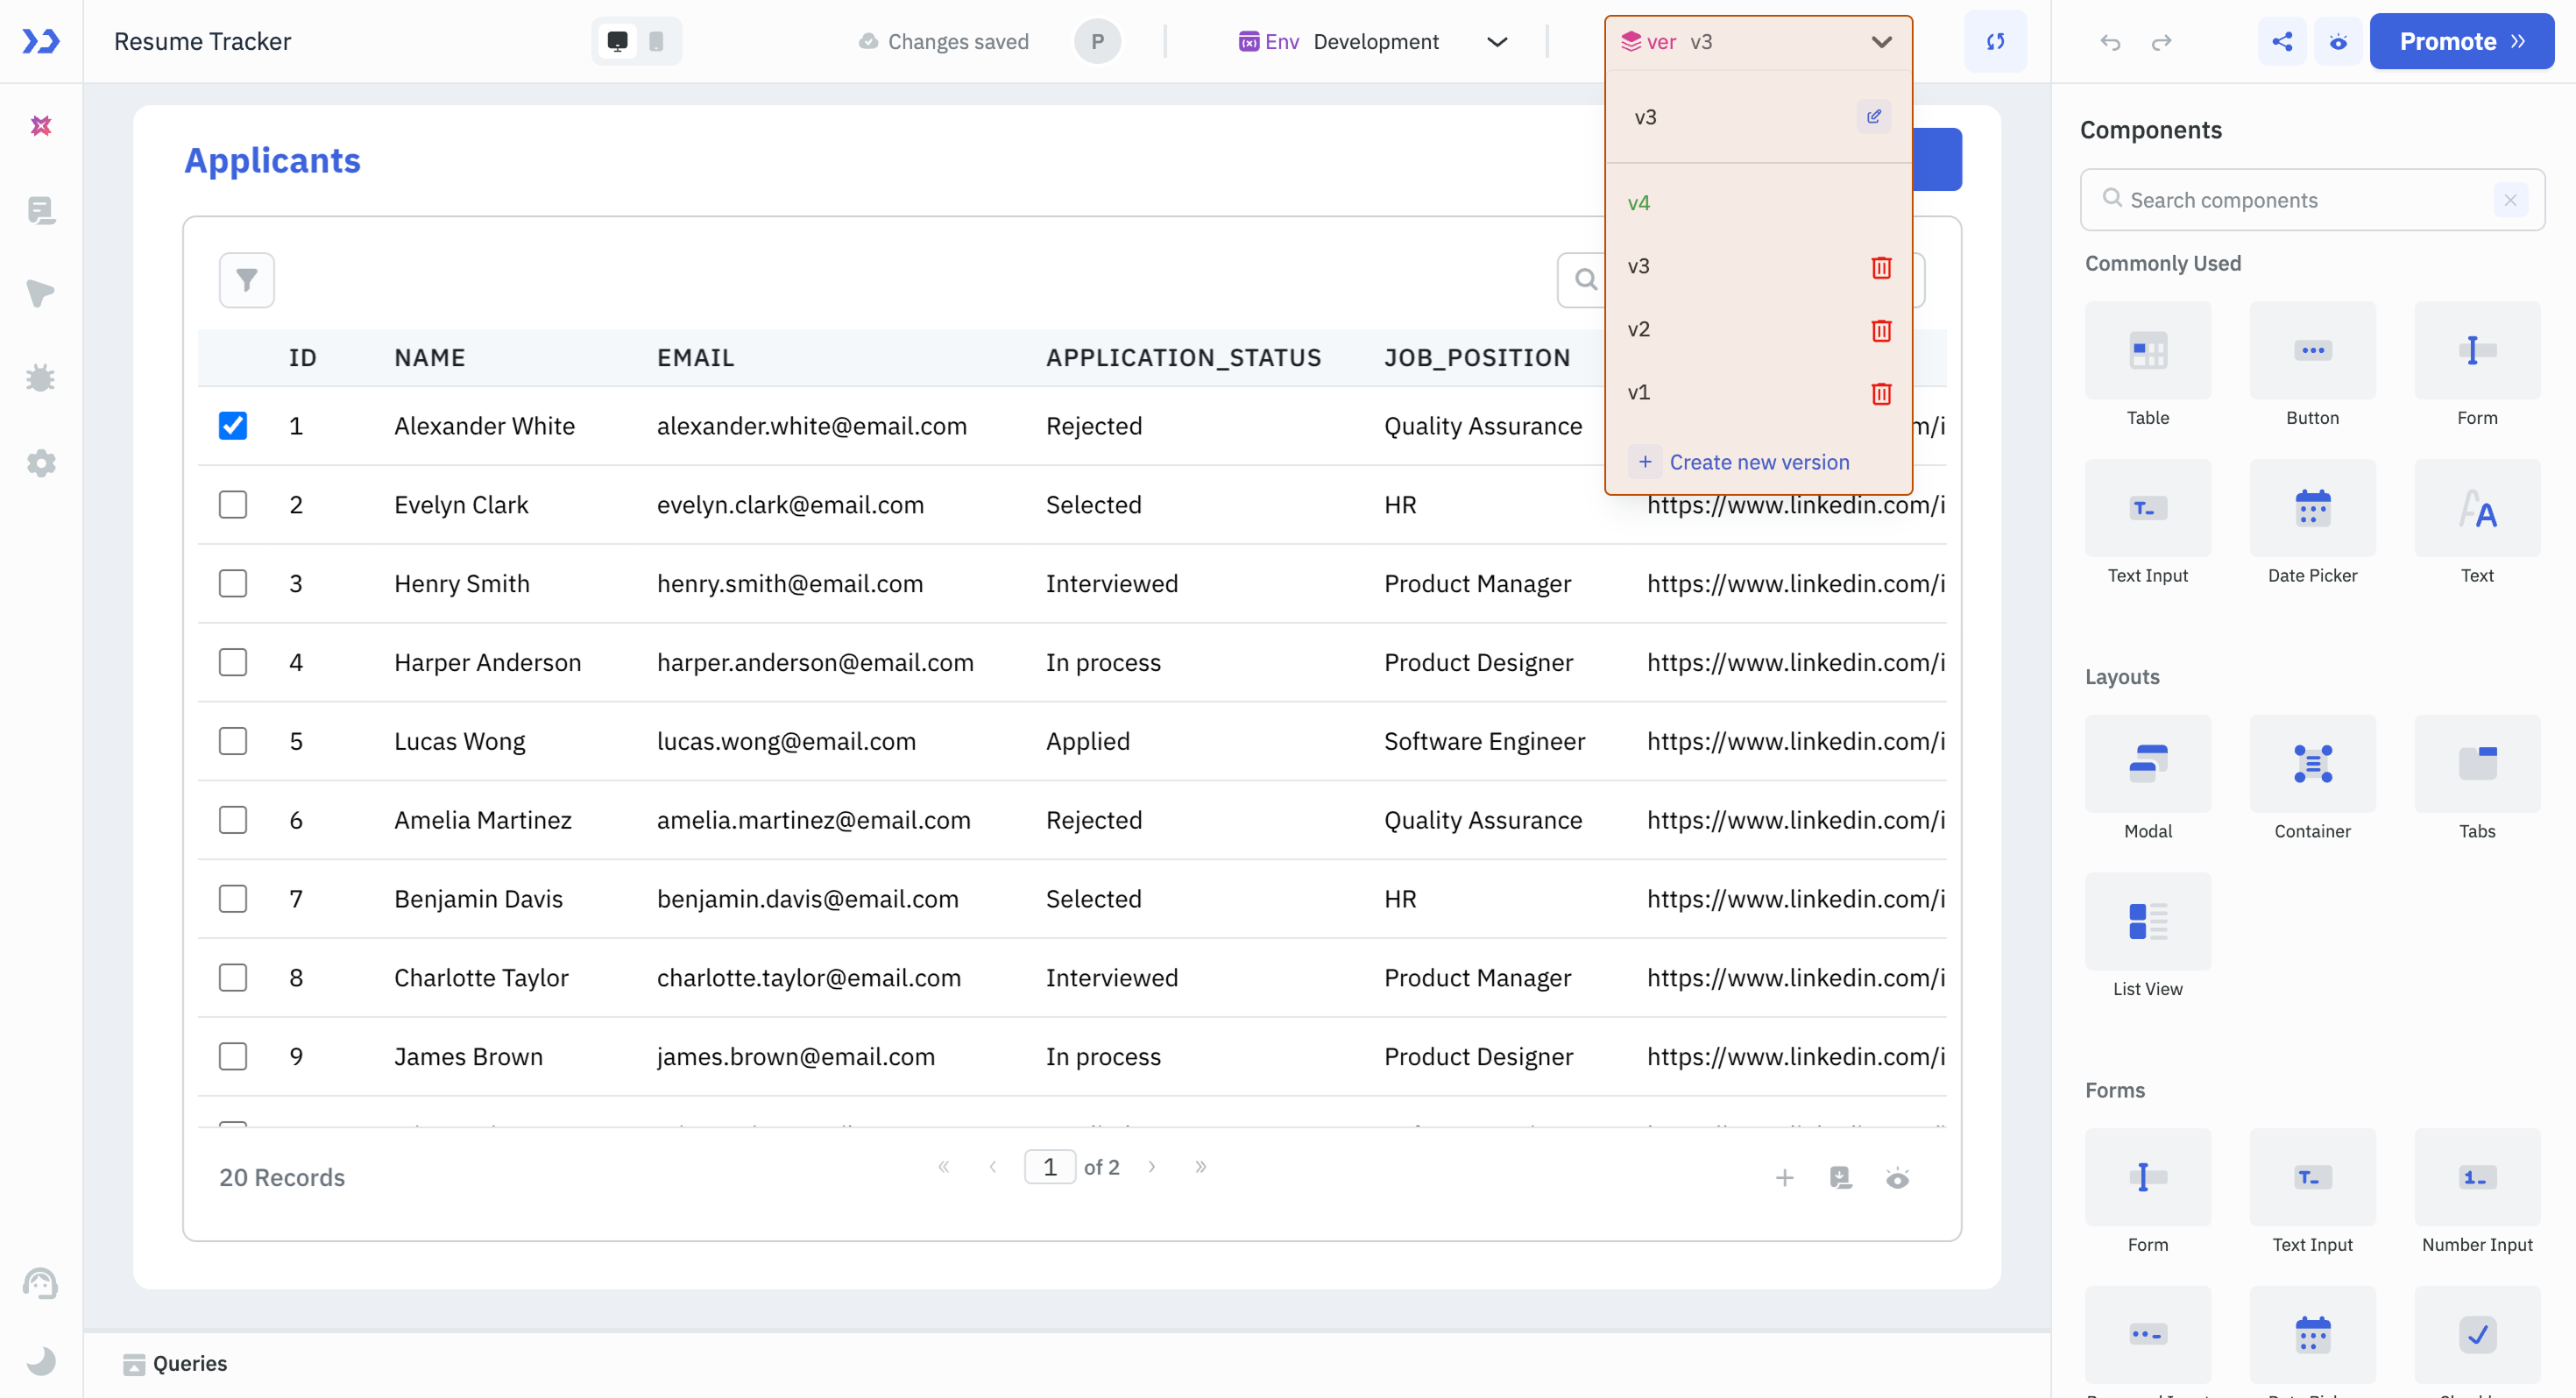 Resume Tracker
Changes saved
P
Env Development
ver v3
Promote
v3
v4
v3
v2
v1
+ Create new version
Applicants
ID NAME EMAIL APPLICATION_STATUS JOB_POSITION
1 Alexander White alexander.white@email.com Rejected Quality Assurance m/i
2 Evelyn Clark evelyn.clark@email.com Selected HR https://www.linkedin.com/i
3 Henry Smith henry.smith@email.com Interviewed Product Manager https://www.linkedin.com/i
4 Harper Anderson harper.anderson@email.com In process Product Designer https://www.linkedin.com/i
5 Lucas Wong lucas.wong@email.com Applied Software Engineer https://www.linkedin.com/i
6 Amelia Martinez amelia.martinez@email.com Rejected Quality Assurance https://www.linkedin.com/i
7 Benjamin Davis benjamin.davis@email.com Selected HR https://www.linkedin.com/i
8 Charlotte Taylor charlotte.taylor@email.com Interviewed Product Manager https://www.linkedin.com/i
9 James Brown james.brown@email.com In process Product Designer https://www.linkedin.com/i
20 Records
1 of 2
Queries
Components
Search components
Commonly Used
Table Button Form
Text Input Date Picker Text
Layouts
Modal Container Tabs
List View
Forms
Form Text Input Number Input